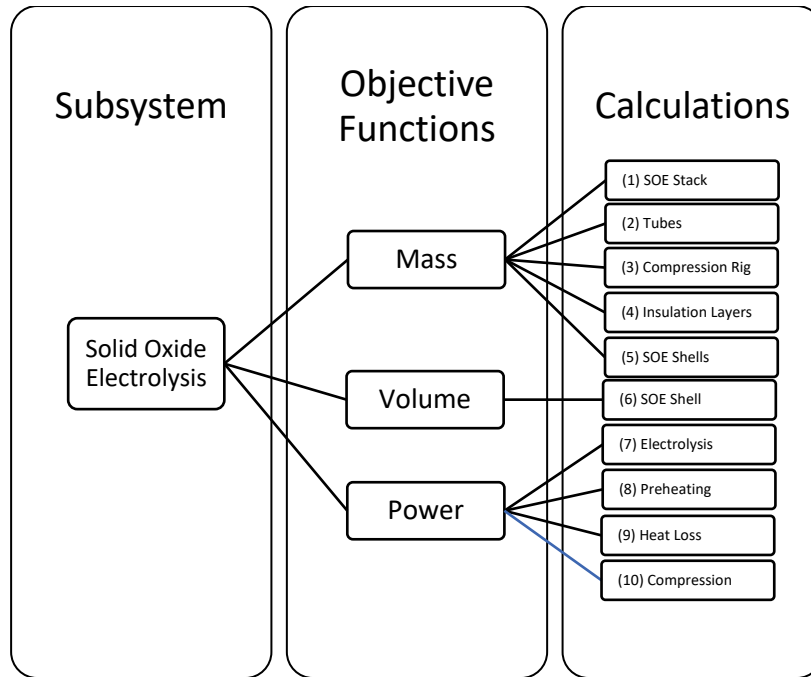 Subsystem
Objective
Functions
Calculations
Solid Oxide
Electrolysis
Mass
Volume
Power
(1) SOE Stack
(2) Tubes
(3) Compression Rig
(4) Insulation Layers
(5) SOE Shells
(6) SOE Shell
(7) Electrolysis
(8) Preheating
(9) Heat Loss
(10) Compression